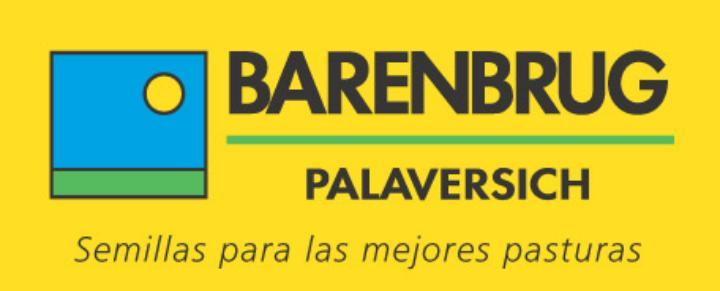 BARENBRUG
PALAVERSICH
Semillas para las mejores pasturas